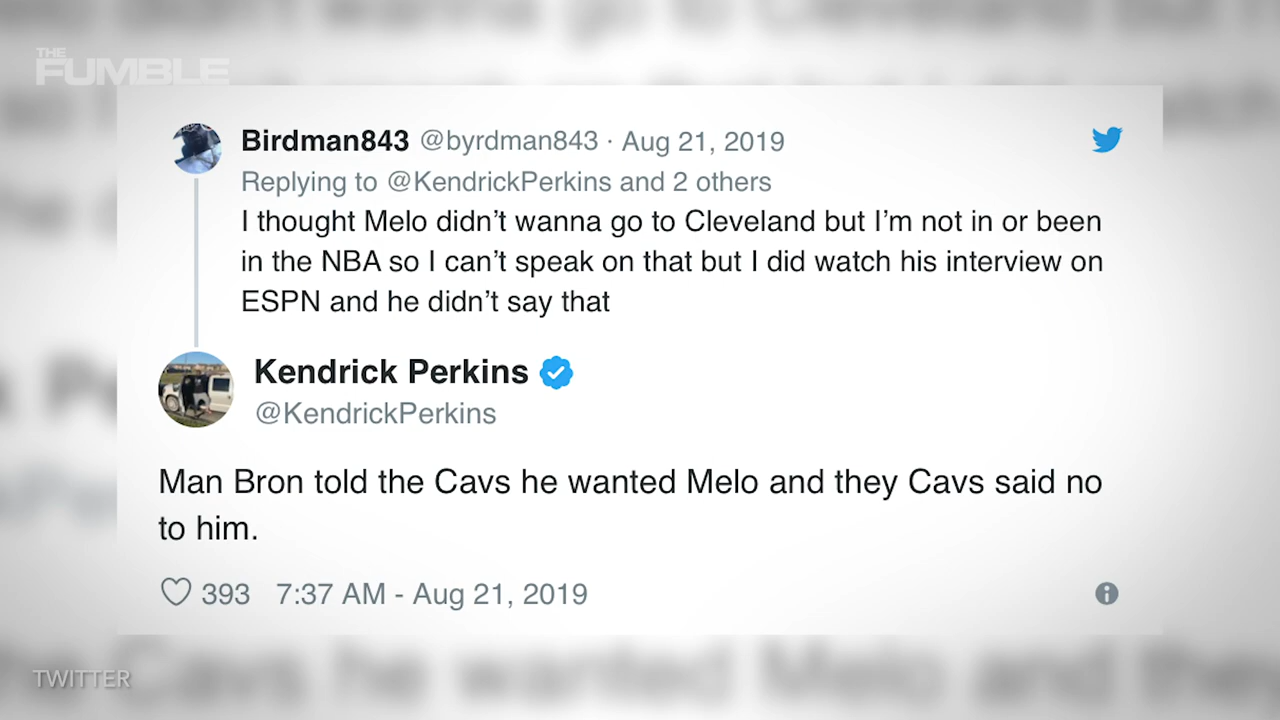 THE
FUMBLE
Birdman843 @byrdman843 · Aug 21, 2019
Replying to @KendrickPerkins and 2 others
I thought Melo didn't wanna go to Cleveland but I'm not in or been
in the NBA so I can't speak on that but I did watch his interview on
ESPN and he didn't say that
Kendrick Perkins
@KendrickPerkins
Man Bron told the Cavs he wanted Melo and they Cavs said no
to him.
393 7:37 AM - Aug 21, 2019
TWITTER